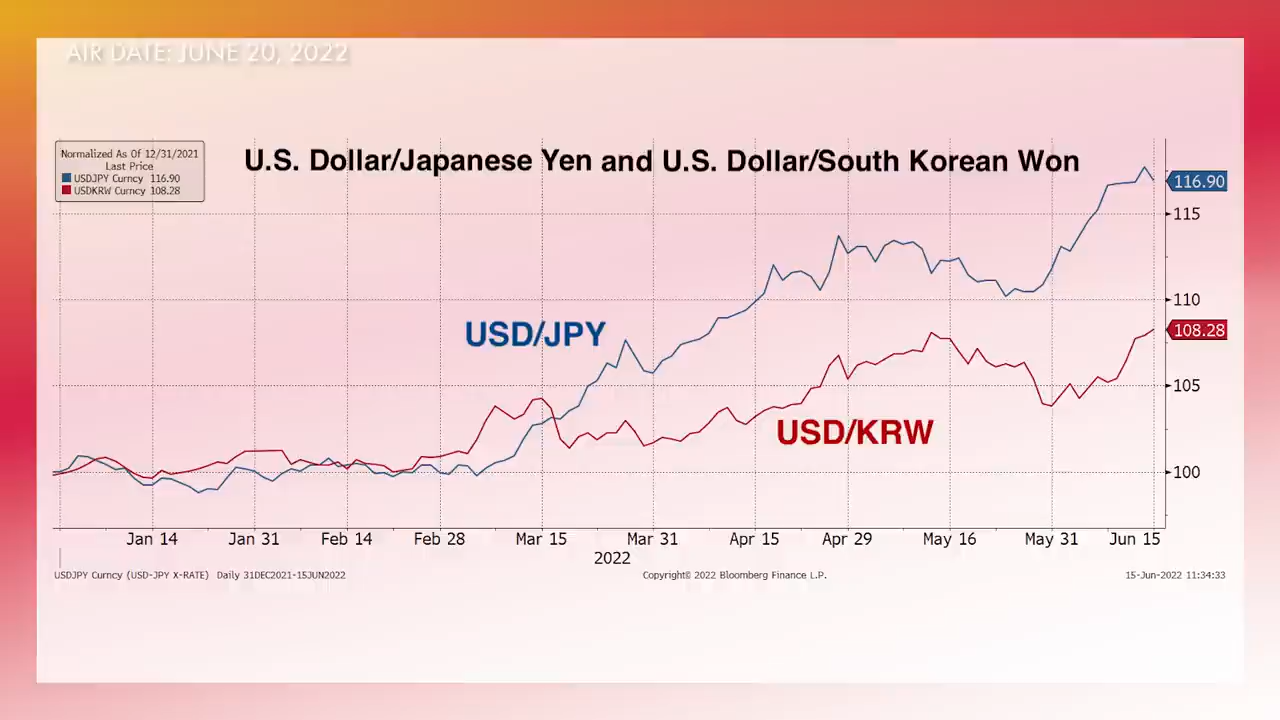 AIR DATE: JUNE 20, 2022
Normalized As Of 12/31/2021
Last Price
USDJPY Curncy 116.90
USDKRW Curncy 108.28
U.S. Dollar/Japanese Yen and U.S. Dollar/South Korean Won
116.90
115
110
108.28
105
100
USD/JPY
USD/KRW
Jan 14 Jan 31 Feb 14 Feb 28 Mar 15 Mar 31 Apr 15 Apr 29 May 16 May 31 Jun 15
2022
USDJPY Curncy (USD-JPY X-RATE) Daily 31DEC2021-15JUN2022 Copyright© 2022 Bloomberg Finance L.P. 15-Jun-2022 11:34:33